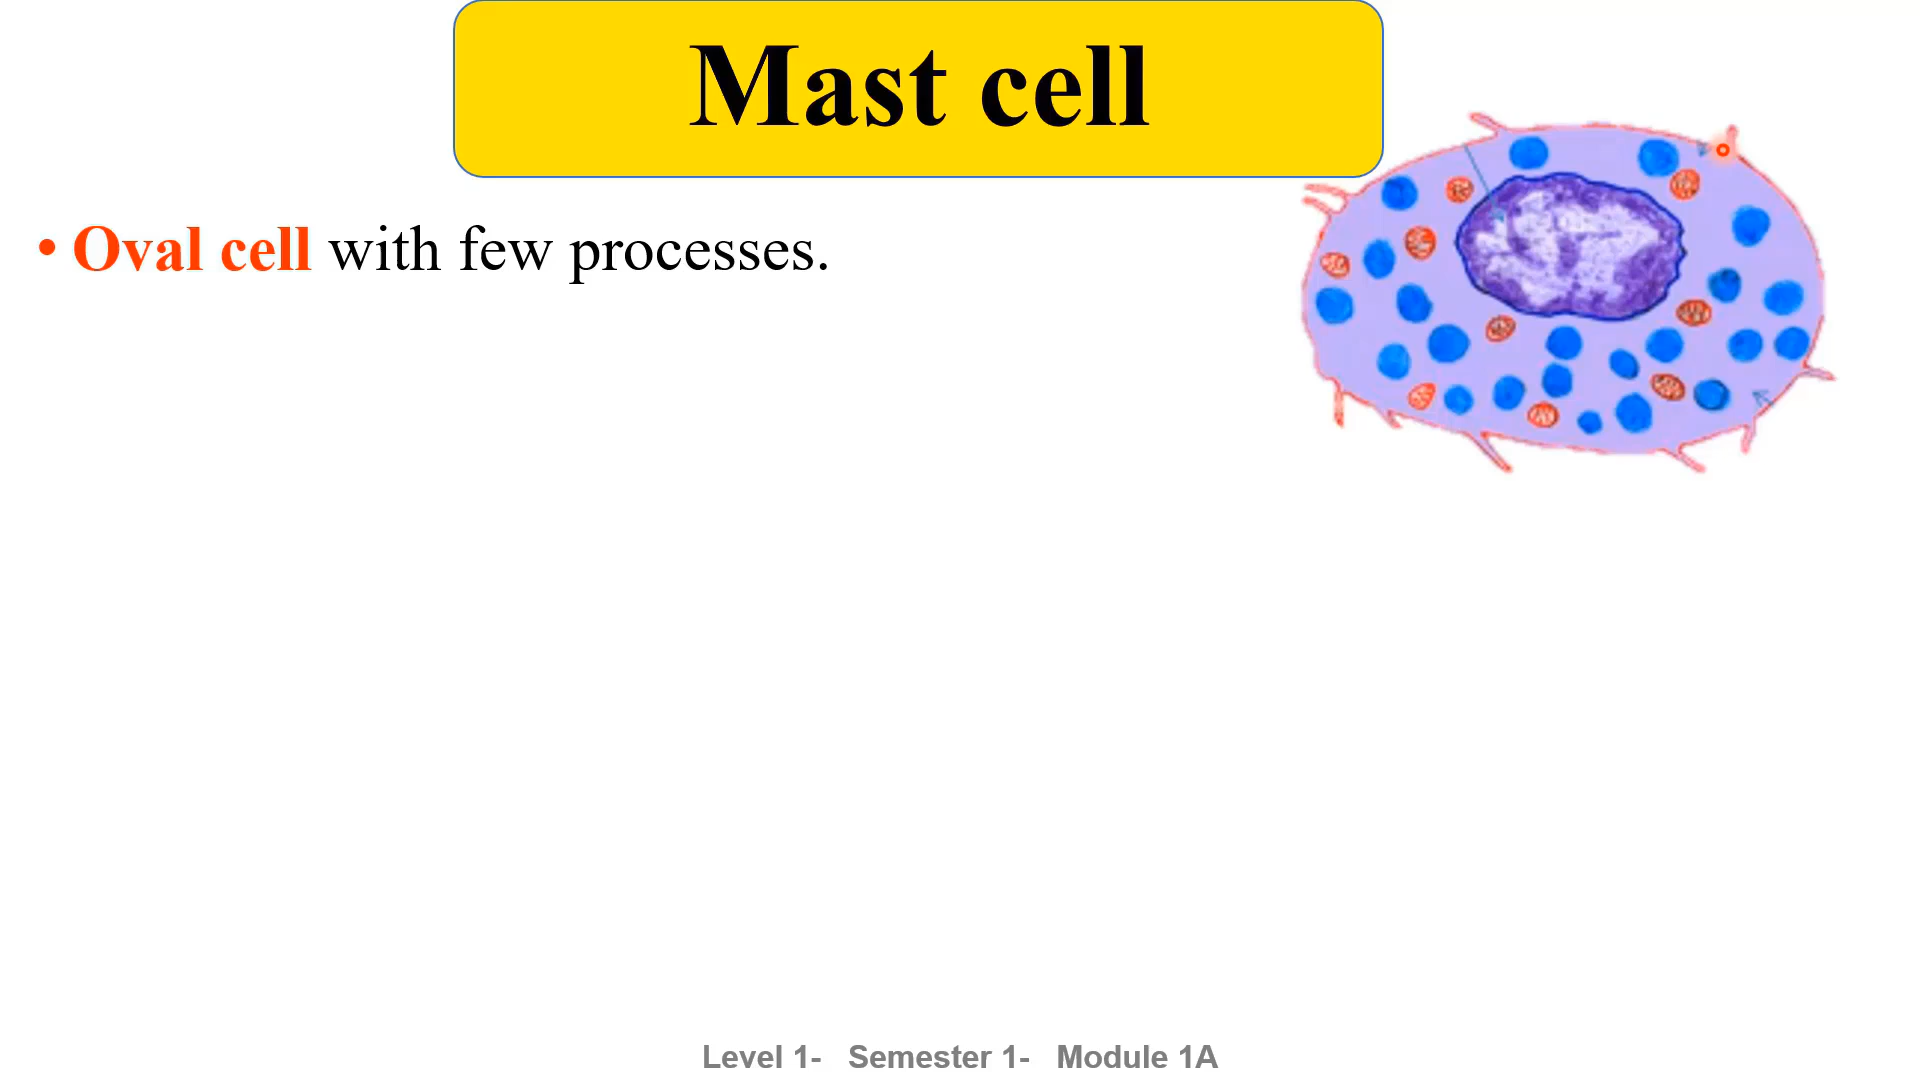 Mast cell
• Oval cell with few processes.
Level 1- Semester 1- Module 1A